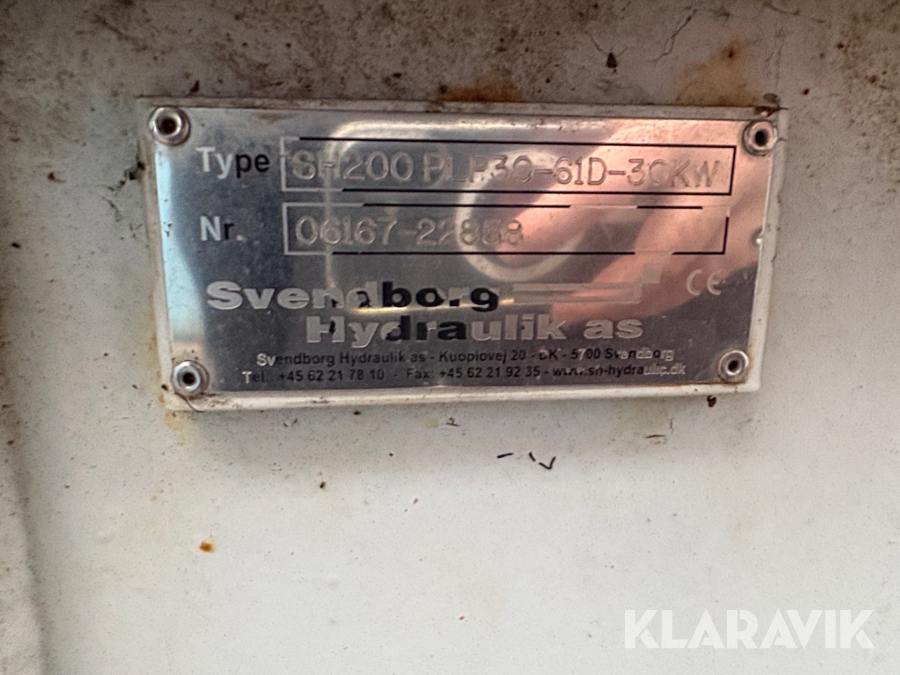 Type SH200 PLP30-61D-30KW
Nr. 06167-22858
Svendborg
Hydraulik as
Svendborg Hydraulik as - Kuopiovej 20 - DK - 5700 Svendborg
Tel.: +45 62 21 78 10 - Fax: +45 62 21 92 35 - www.sh-hydraulic.dk
CE
KLARAVIK